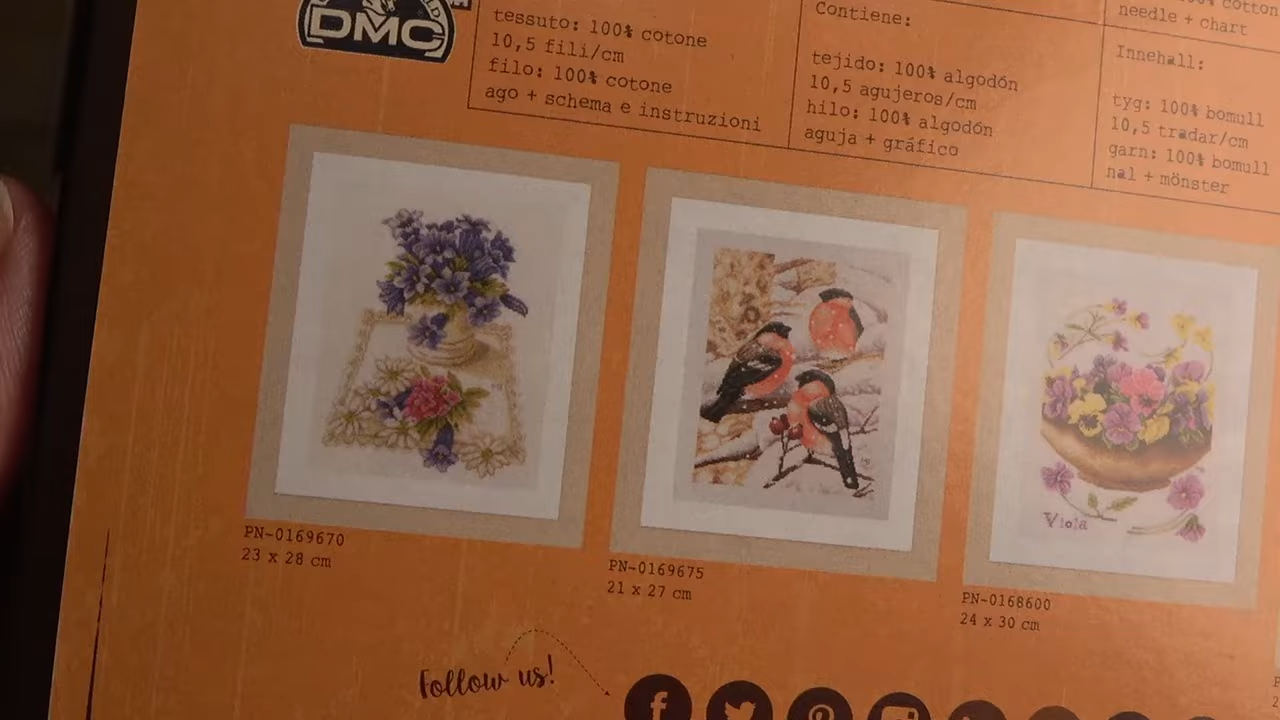 DMC
tessuto: 100% cotone
10,5 fili/cm
filo: 100% cotone
ago + schema e instruzioni
Contiene:
tejido: 100% algodón
10,5 agujeros/cm
hilo: 100% algodón
aguja + gráfico
100% cotton
needle + chart
Innehall:
tyg: 100% bomull
10,5 tradar/cm
garn: 100% bomull
nal + mönster
Viola
PN-0169670
23 x 28 cm
PN-0169675
21 x 27 cm
PN-0168600
24 x 30 cm
Follow us!